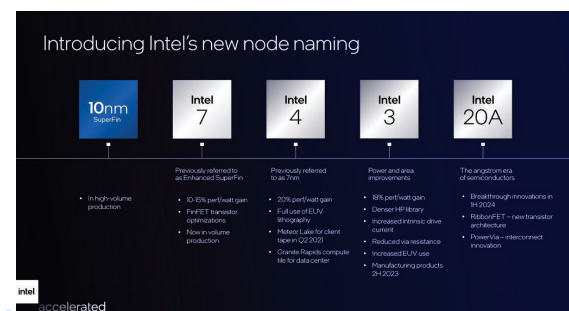 Introducing Intel's new node naming
10nm
SuperFin
Intel
7
Intel
4
Intel
3
Intel
20A
• In high-volume
production
Previously referred to
as Enhanced SuperFin
• 10-15% perf/watt gain
• FinFET transistor
optimizations
• Now in volume
production
Previously referred to
as 7nm
• 20% perf/watt gain
• Full use of EUV
lithography
• Meteor Lake for client
tape in Q2 2021
• Granite Rapids compute
tile for data center
Power and area
improvements
• 18% perf/watt gain
• Denser HP library
• Increased intrinsic drive
current
• Reduced via resistance
• Increased EUV use
• Manufacturing products
2H 2023
The angstrom era
of semiconductors
• Breakthrough innovations in
1H 2024
• RibbonFET – new transistor
architecture
• PowerVia – interconnect
innovation
intel.
accelerated